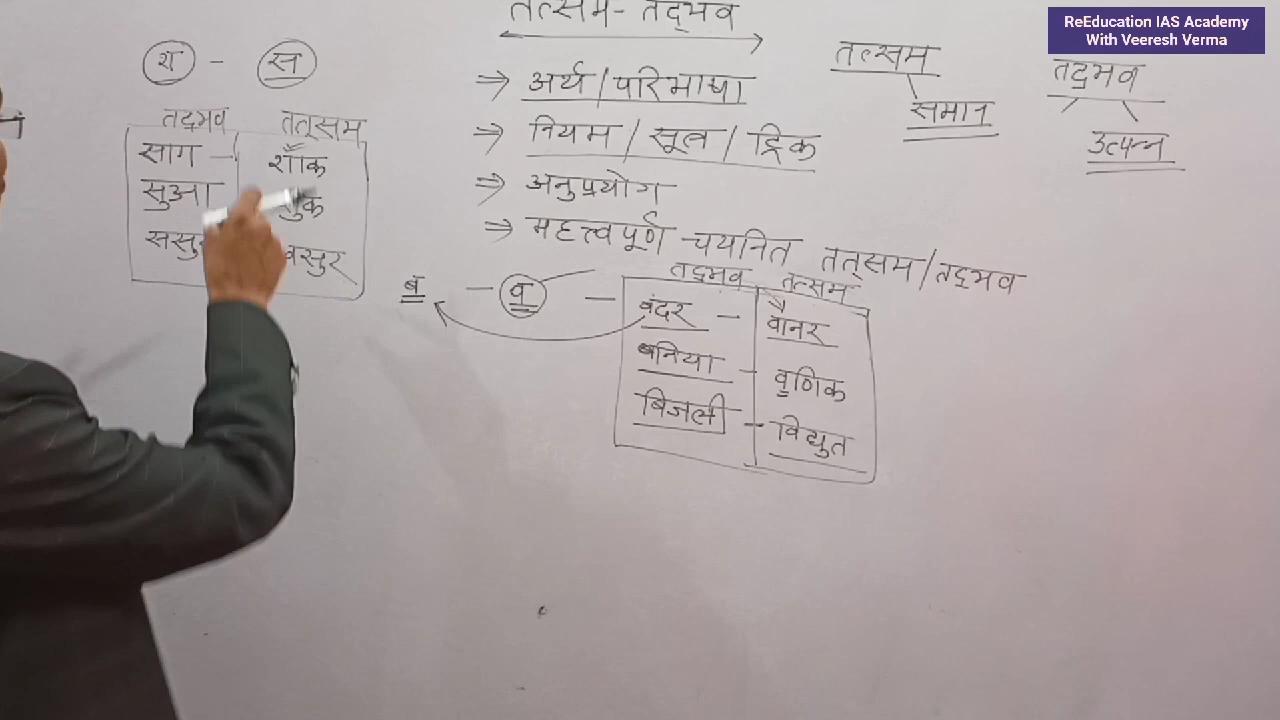 तत्सम- तद्भव
ReEducation IAS Academy
With Veeresh Verma
श - स
तत्सम
समान
तद्भव
उत्पन्न
⇒ अर्थ / परिभाषा
⇒ नियम / सूत्र / ट्रिक
⇒ अनुप्रयोग
⇒ महत्त्वपूर्ण चयनित तत्सम/तद्भव
तद्भव तत्सम
साग -
सुआ
ब - व -
तद्भव तत्सम
बंदर - वानर
बनिया - वणिक
बिजली - विद्युत